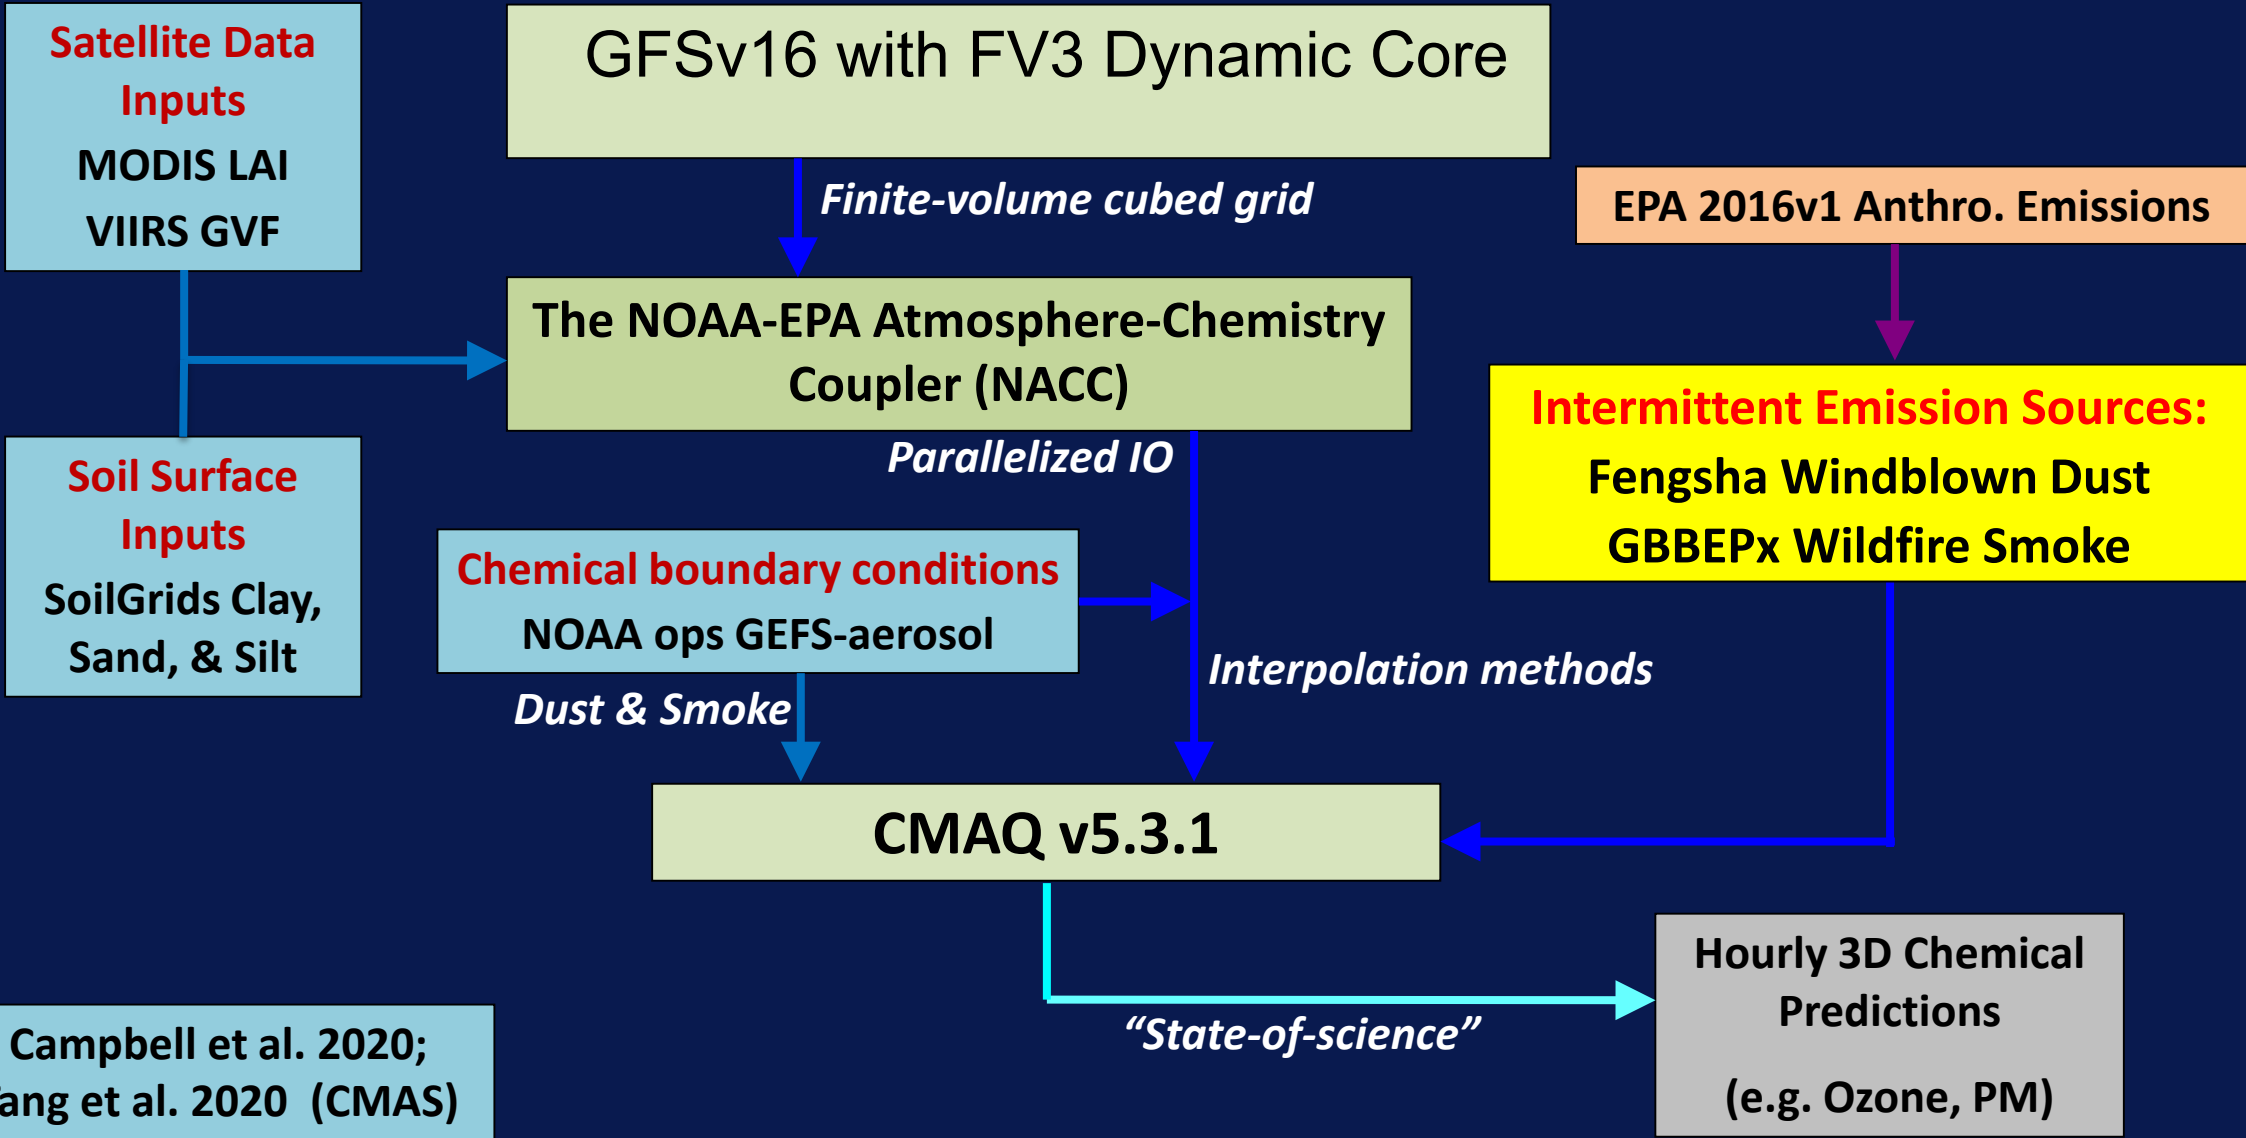 Satellite Data
Inputs
MODIS LAI
VIIRS GVF
GFSv16 with FV3 Dynamic Core
Finite-volume cubed grid
EPA 2016v1 Anthro. Emissions
The NOAA-EPA Atmosphere-Chemistry
Coupler (NACC)
Parallelized IO
Intermittent Emission Sources:
Fengsha Windblown Dust
GBBEPx Wildfire Smoke
Soil Surface
Inputs
SoilGrids Clay,
Sand, & Silt
Chemical boundary conditions
NOAA ops GEFS-aerosol
Dust & Smoke
Interpolation methods
CMAQ v5.3.1
“State-of-science”
Hourly 3D Chemical
Predictions
(e.g. Ozone, PM)
Campbell et al. 2020;
et al. 2020 (CMAS)